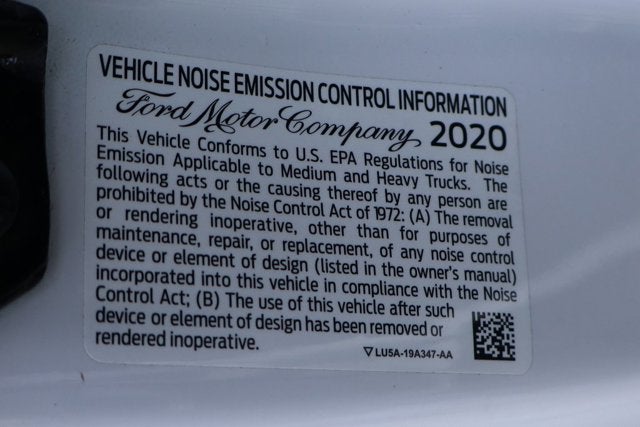 VEHICLE NOISE EMISSION CONTROL INFORMATION
Ford Motor Company 2020
This Vehicle Conforms to U.S. EPA Regulations for Noise
Emission Applicable to Medium and Heavy Trucks. The
following acts or the causing thereof by any person are
prohibited by the Noise Control Act of 1972: (A) The removal
or rendering inoperative, other than for purposes of
maintenance, repair, or replacement, of any noise control
device or element of design (listed in the owner's manual)
incorporated into this vehicle in compliance with the Noise
Control Act; (B) The use of this vehicle after such
device or element of design has been removed or
rendered inoperative.
▽ LU5A-19A347-AA